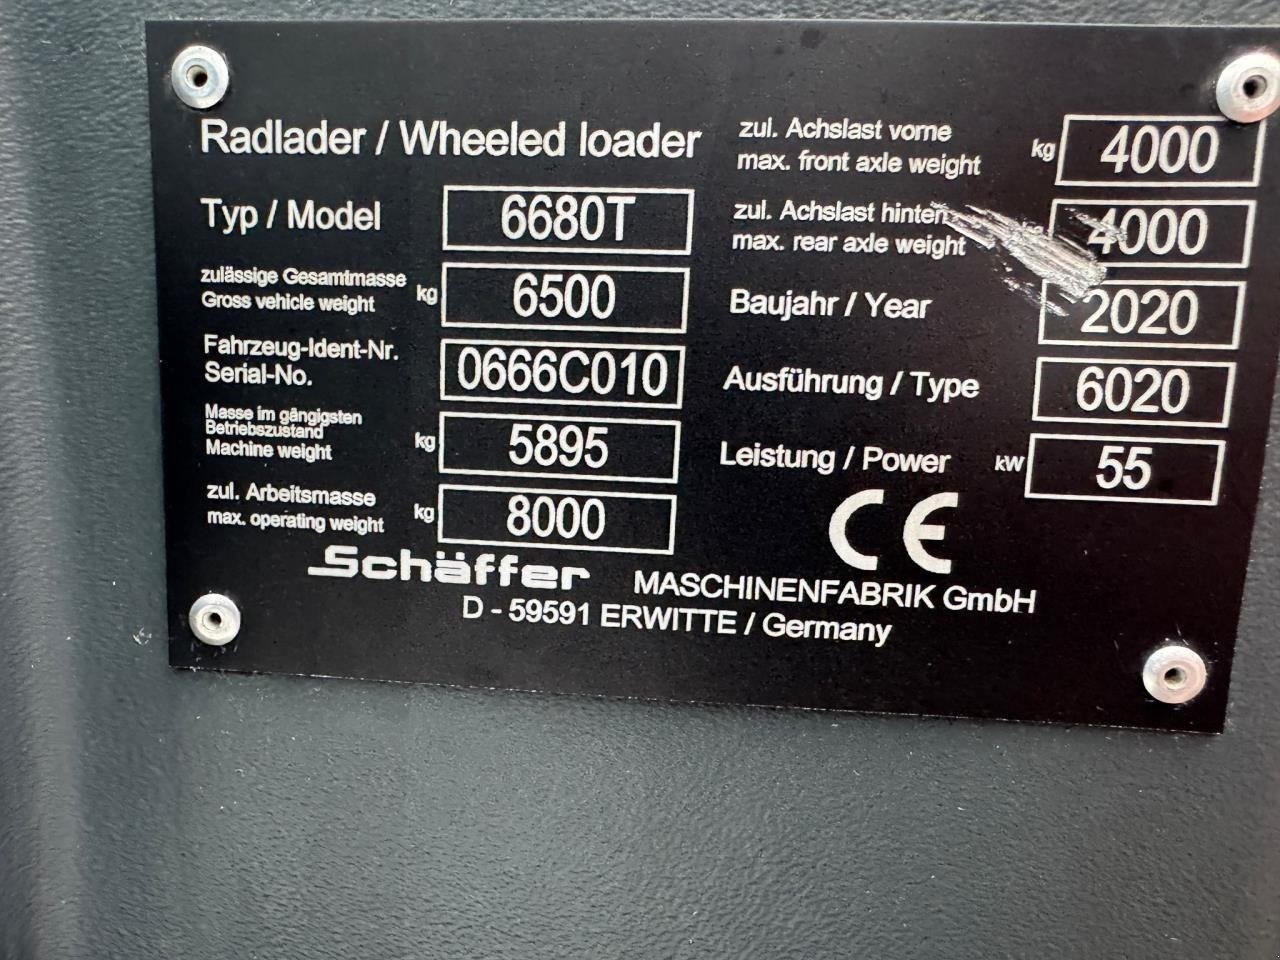 Radlader / Wheeled loader
Typ / Model 6680T
zulässige Gesamtmasse
Gross vehicle weight kg 6500
Fahrzeug-Ident-Nr.
Serial-No. 0666C010
Masse im gängigsten
Betriebszustand
Machine weight kg 5895
zul. Arbeitsmasse
max. operating weight kg 8000
zul. Achslast vorne
max. front axle weight kg 4000
zul. Achslast hinten
max. rear axle weight kg 4000
Baujahr / Year 2020
Ausführung / Type 6020
Leistung / Power kW 55
CE
Schäffer MASCHINENFABRIK GmbH
D - 59591 ERWITTE / Germany